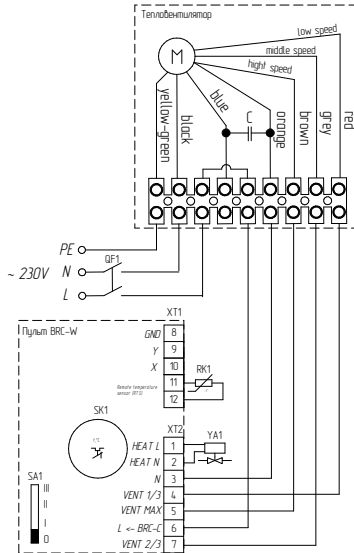 Тепловентилятор
low speed
middle speed
hight speed
M
C
yellow-green
black
blue
orange
brown
grey
red
PE
~ 230V N
QF1
L
Пульт BRC-W
XT1
GND 8
Y 9
X 10
11
Remote temperature
sensor (RTS)
12
RK1
SK1
t,°C
XT2
HEAT L 1
YA1
HEAT N 2
N 3
SA1
III
II
I
0
VENT 1/3 4
VENT MAX 5
L <- BRC-C 6
VENT 2/3 7